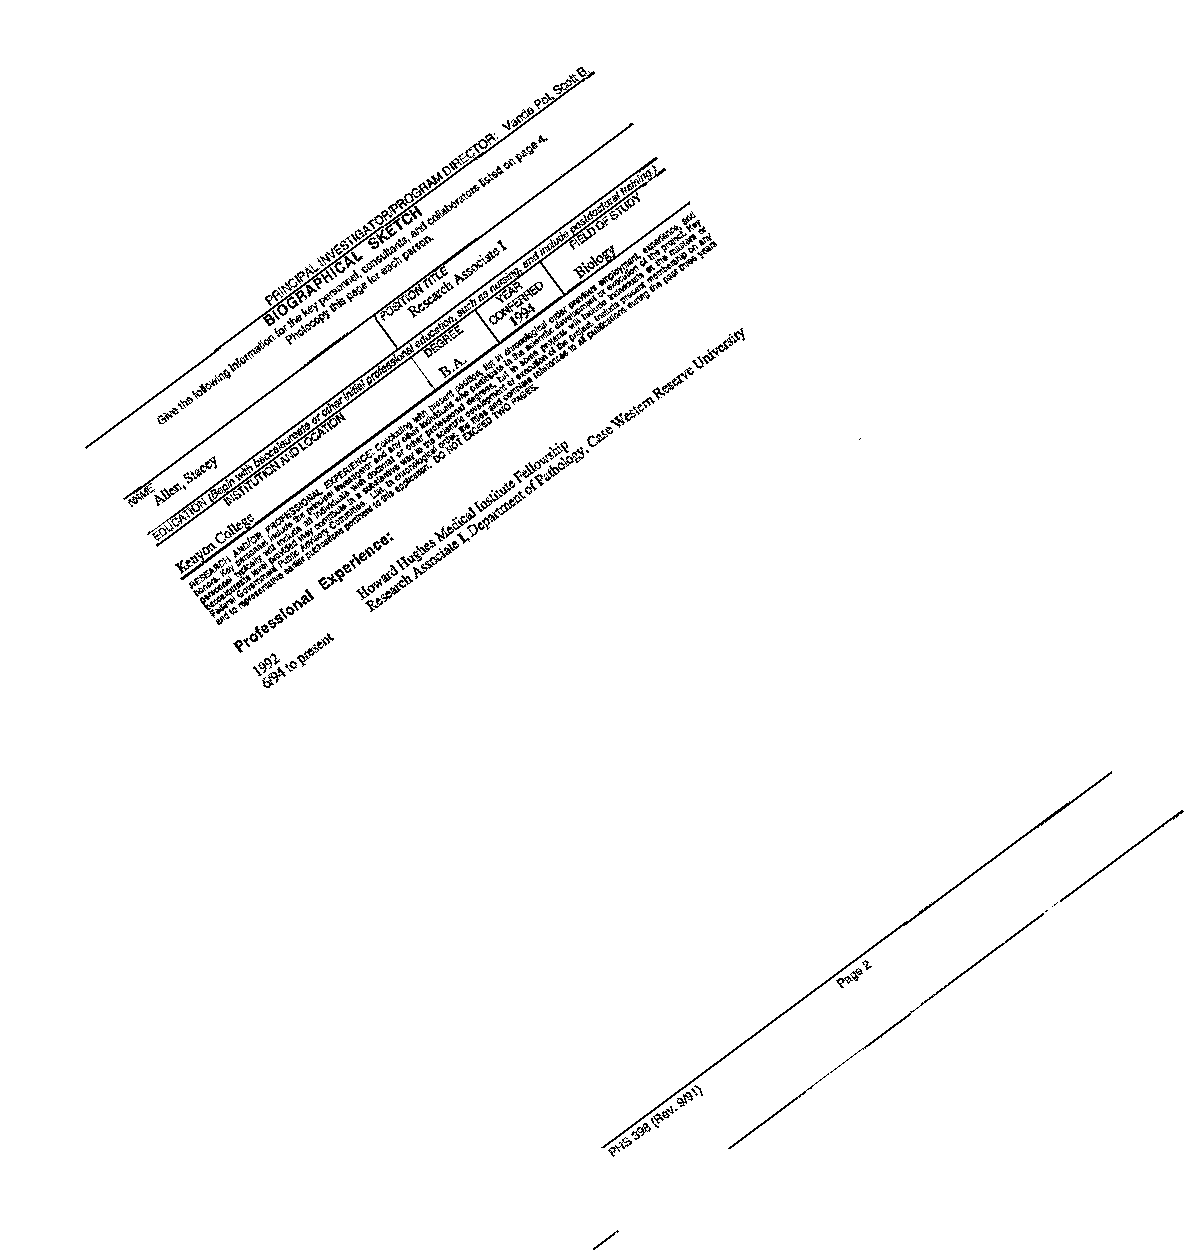 PRINCIPAL INVESTIGATOR/PROGRAM DIRECTOR: Vande Pol, Scott B.
BIOGRAPHICAL SKETCH
Give the following information for the key personnel, consultants, and collaborators listed on page 4.
Photocopy this page for each person.
NAME
Allen, Stacey
POSITION TITLE
Research Associate I
EDUCATION (Begin with baccalaureate or other initial professional education, such as nursing, and include postdoctoral training.)
INSTITUTION AND LOCATION
DEGREE
YEAR
CONFERRED
FIELD OF STUDY
Kenyon College
B.A.
1994
Biology
RESEARCH AND/OR PROFESSIONAL EXPERIENCE: Concluding with present position, list in chronological order previous employment, experience, and
honors. Key personnel include the principal investigator and any other individuals who participate in the scientific development or execution of the project. Key
personnel typically will include all individuals with doctoral or other professional degrees, but in some projects will include individuals at the masters or
baccalaureate level provided they contribute in a substantive way to the scientific development or execution of the project. Include present membership on any
Federal Government Public Advisory Committee. List, in chronological order, the titles and complete references to all publications during the past three years
and to representative earlier publications pertinent to this application. DO NOT EXCEED TWO PAGES.
Professional Experience:
1992 Howard Hughes Medical Institute Fellowship
6/94 to present Research Associate I, Department of Pathology, Case Western Reserve University
PHS 398 (Rev. 9/91)
Page 2